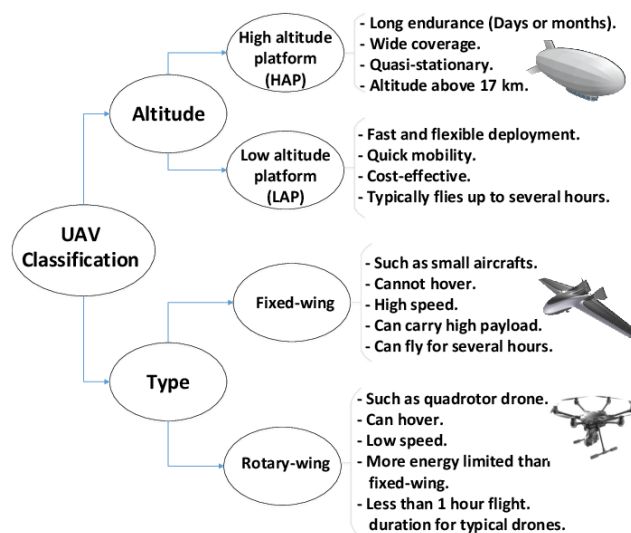 UAV
Classification
Altitude
High altitude
platform
(HAP)
- Long endurance (Days or months).
- Wide coverage.
- Quasi-stationary.
- Altitude above 17 km.
Low altitude
platform
(LAP)
- Fast and flexible deployment.
- Quick mobility.
- Cost-effective.
- Typically flies up to several hours.
Type
Fixed-wing
- Such as small aircrafts.
- Cannot hover.
- High speed.
- Can carry high payload.
- Can fly for several hours.
Rotary-wing
- Such as quadrotor drone.
- Can hover.
- Low speed.
- More energy limited than
fixed-wing.
- Less than 1 hour flight.
duration for typical drones.